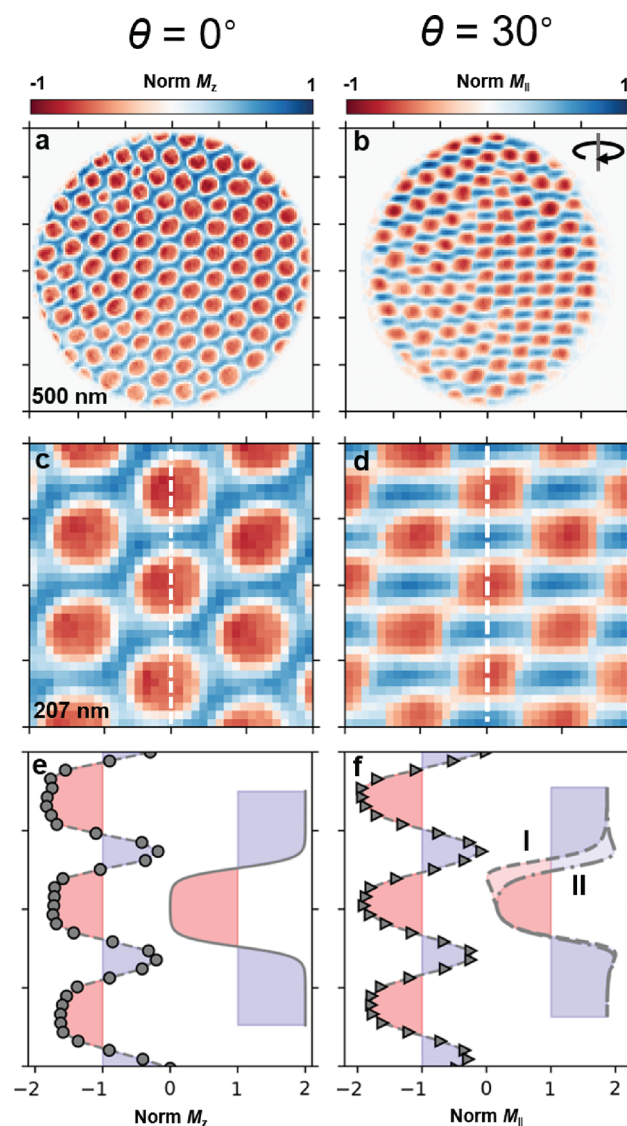 θ = 0° θ = 30°
Norm Mz Norm M||
-1 1 -1 1
a b
500 nm
c d
207 nm
e f
I
II
−2 −1 0 1 2 −2 −1 0 1 2
Norm Mz Norm M||